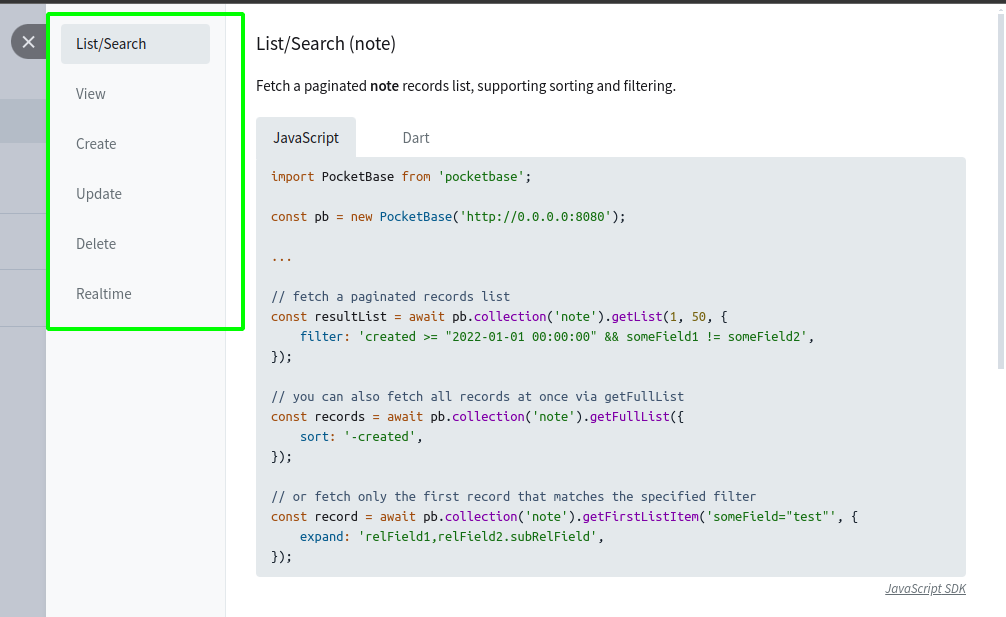 List/Search
View
Create
Update
Delete
Realtime
List/Search (note)
Fetch a paginated note records list, supporting sorting and filtering.
JavaScript Dart
import PocketBase from 'pocketbase';
const pb = new PocketBase('http://0.0.0.0:8080');
...
// fetch a paginated records list
const resultList = await pb.collection('note').getList(1, 50, {
    filter: 'created >= "2022-01-01 00:00:00" && someField1 != someField2',
});
// you can also fetch all records at once via getFullList
const records = await pb.collection('note').getFullList({
    sort: '-created',
});
// or fetch only the first record that matches the specified filter
const record = await pb.collection('note').getFirstListItem('someField="test"', {
    expand: 'relField1,relField2.subRelField',
});
JavaScript SDK